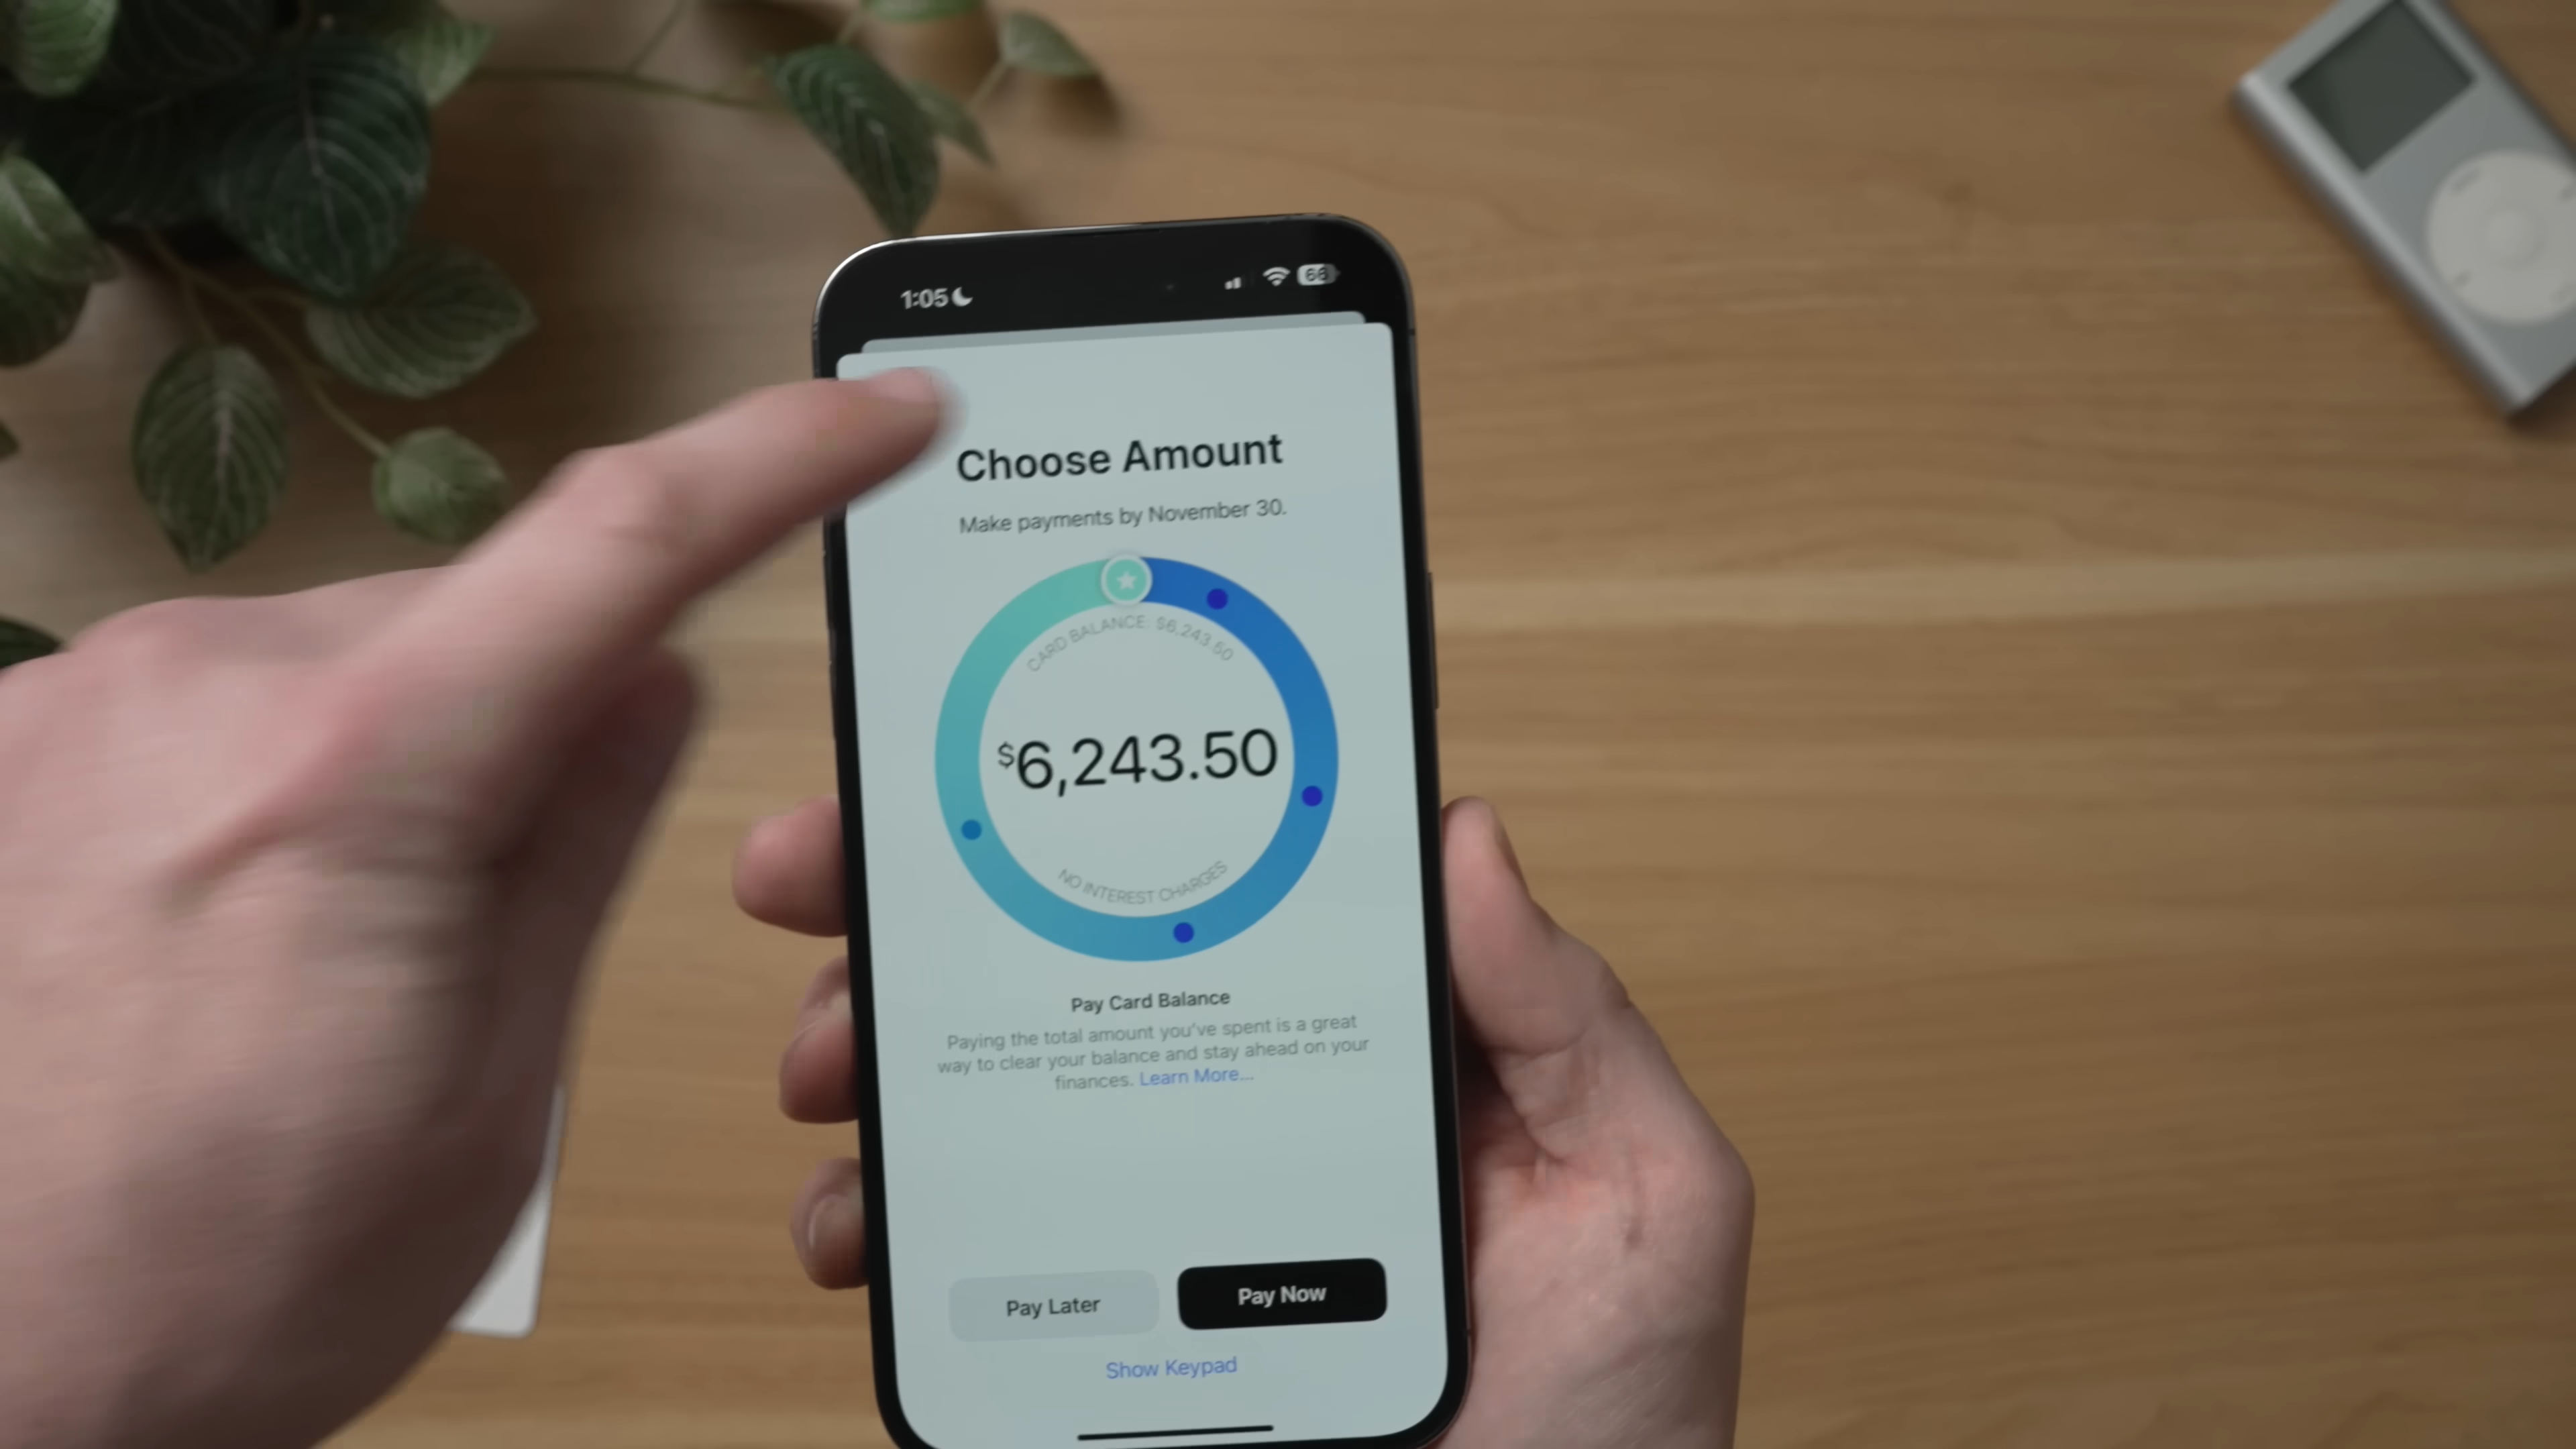 1:05
66
Choose Amount
Make payments by November 30.
CARD BALANCE: $6,243.50
$6,243.50
NO INTEREST CHARGES
Pay Card Balance
Paying the total amount you've spent is a great
way to clear your balance and stay ahead on your
finances. Learn More...
Pay Later
Pay Now
Show Keypad